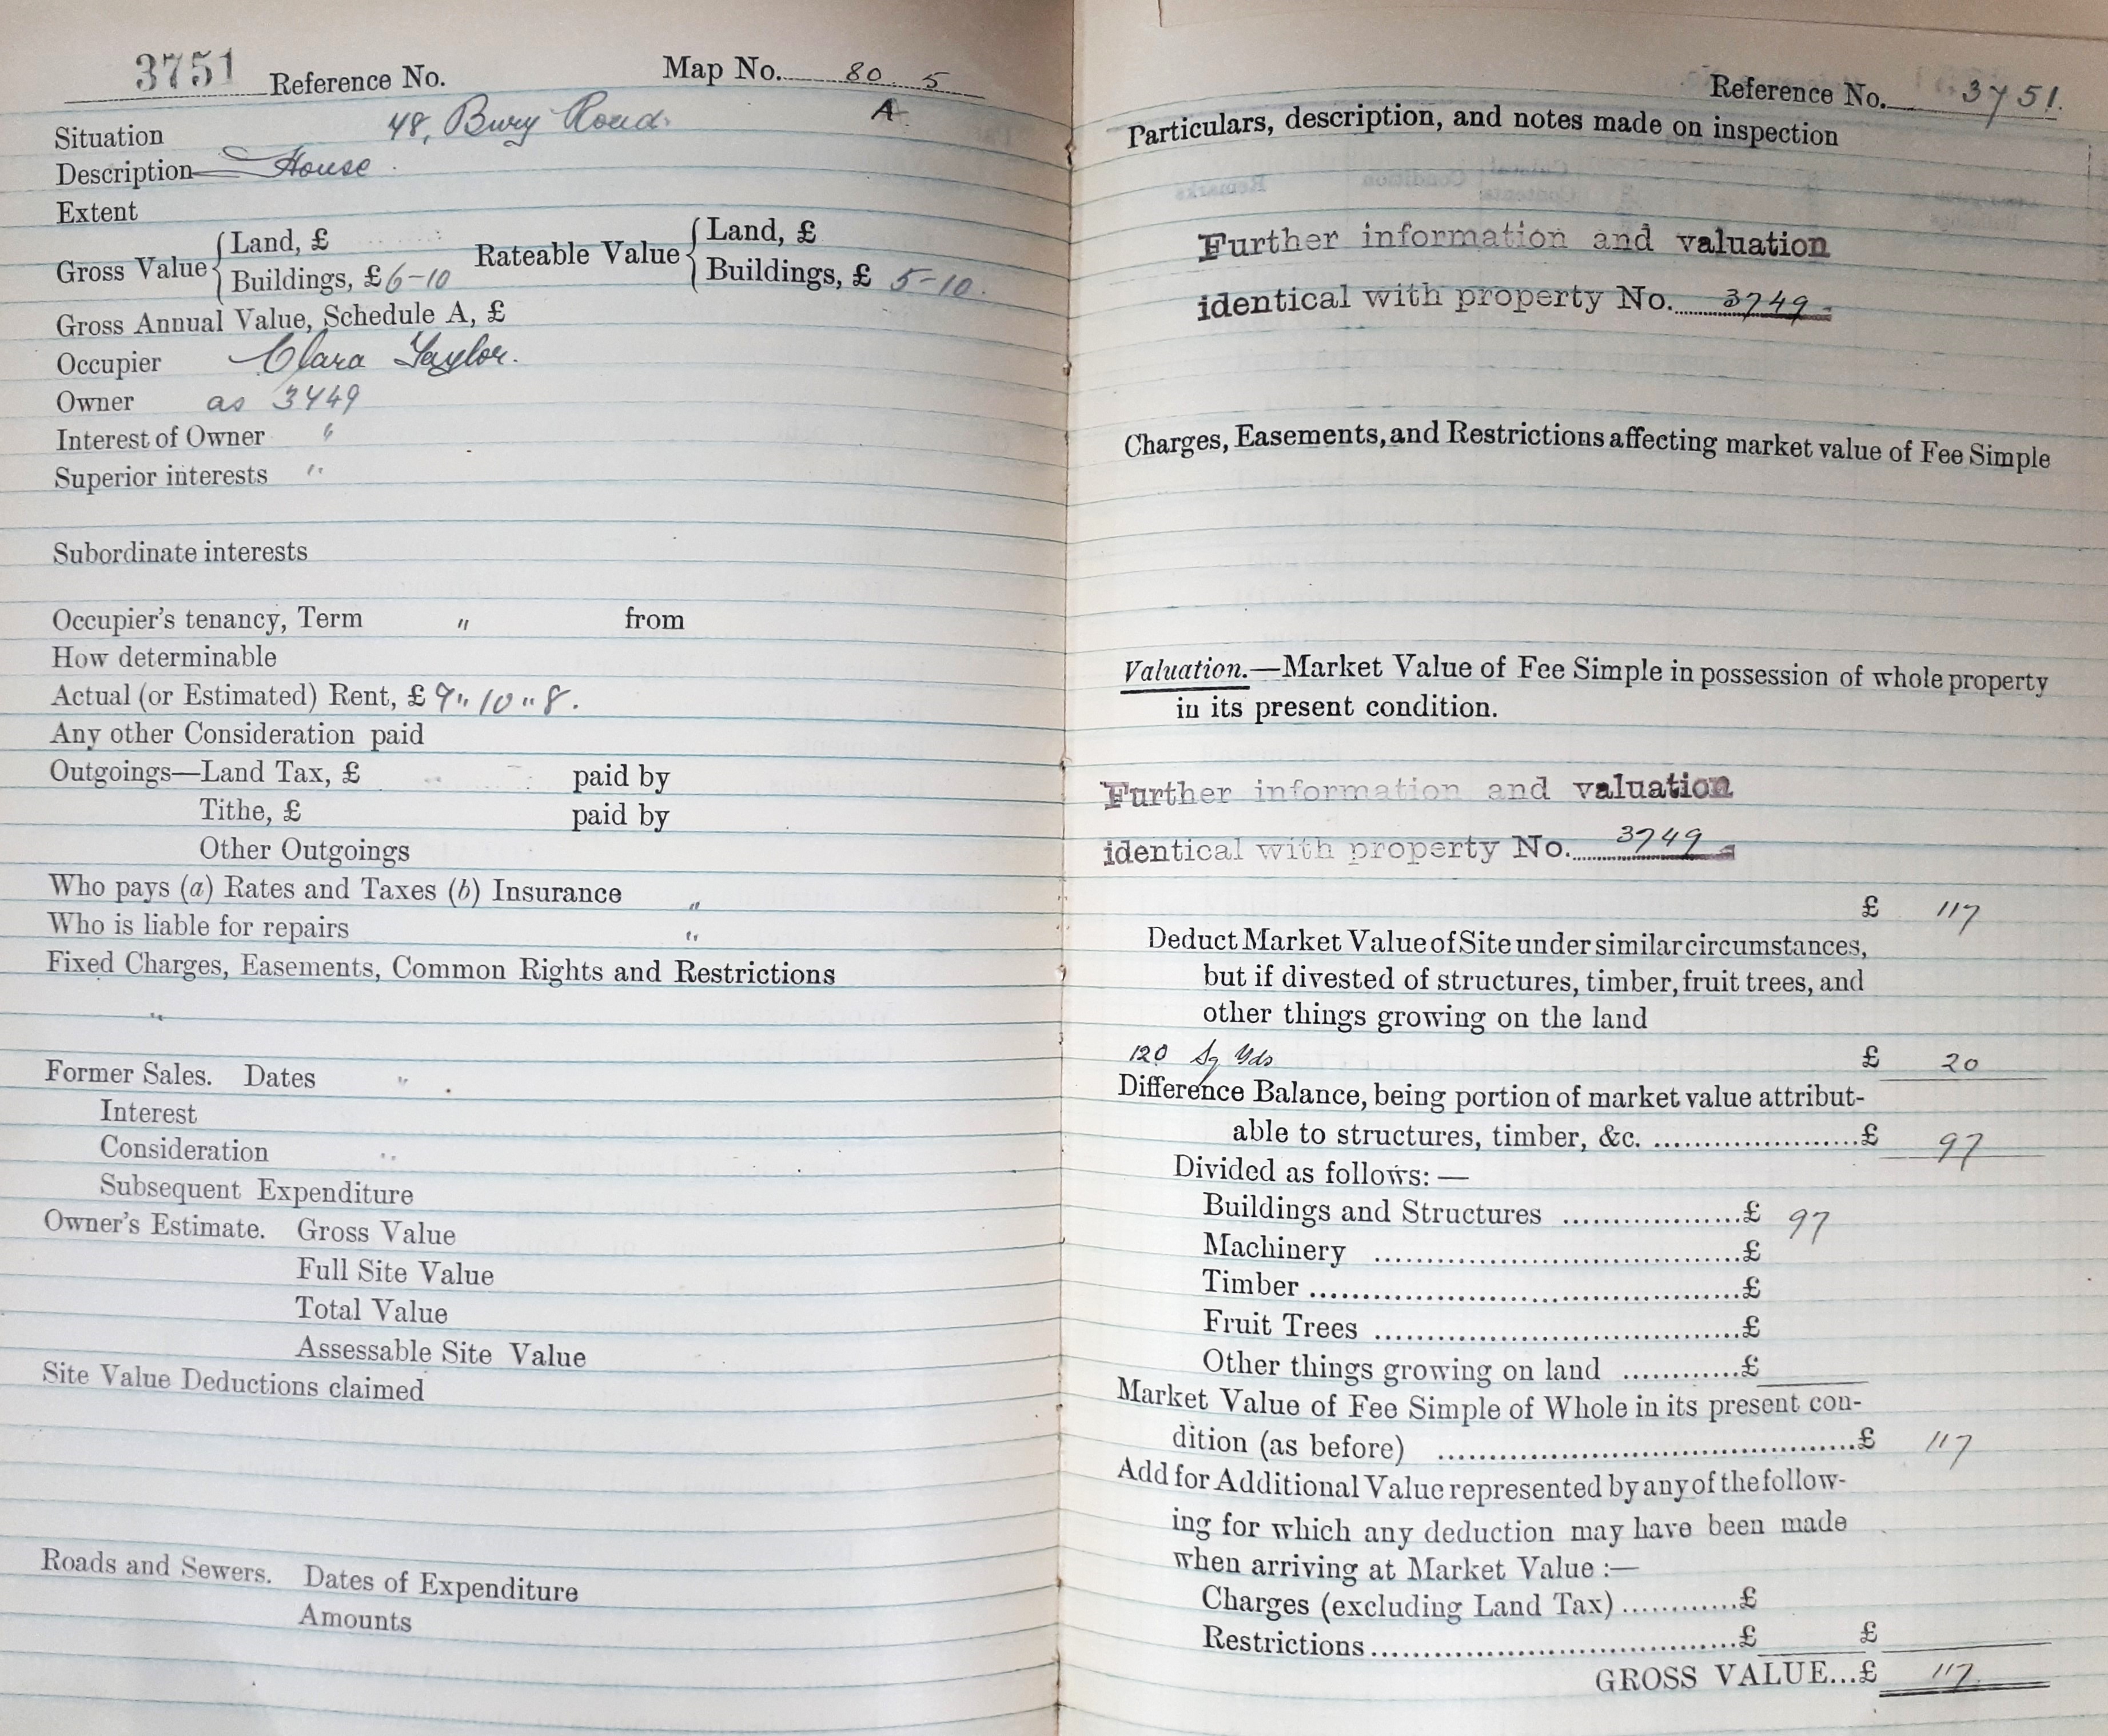 3751 Reference No. Map No. 80. 5
A
Situation 48, Bury Road.
Description House
Extent
Gross Value { Land, £ Rateable Value { Land, £
Buildings, £ 6-10 Buildings, £ 5-10.
Gross Annual Value, Schedule A, £
Occupier Clara Taylor.
Owner as 3449
Interest of Owner "
Superior interests "
Subordinate interests
Occupier's tenancy, Term " from
How determinable
Actual (or Estimated) Rent, £ 9" 10 " 8.
Any other Consideration paid
Outgoings—Land Tax, £ paid by
Tithe, £ paid by
Other Outgoings
Who pays (a) Rates and Taxes (b) Insurance "
Who is liable for repairs "
Fixed Charges, Easements, Common Rights and Restrictions
"
Former Sales. Dates "
Interest
Consideration "
Subsequent Expenditure
Owner's Estimate. Gross Value
Full Site Value
Total Value
Assessable Site Value
Site Value Deductions claimed
Roads and Sewers. Dates of Expenditure
Amounts
Reference No. 3751.
Particulars, description, and notes made on inspection
Further information and valuation
identical with property No. 3749
Charges, Easements, and Restrictions affecting market value of Fee Simple
Valuation.—Market Value of Fee Simple in possession of whole property
in its present condition.
Further information and valuation
identical with property No. 3749
£ 117
Deduct Market Value of Site under similar circumstances,
but if divested of structures, timber, fruit trees, and
other things growing on the land
120 Sq Yds £ 20
Difference Balance, being portion of market value attribut-
able to structures, timber, &c. £ 97
Divided as follows:—
Buildings and Structures £ 97
Machinery £
Timber £
Fruit Trees £
Other things growing on land £
Market Value of Fee Simple of Whole in its present con-
dition (as before) £ 117
Add for Additional Value represented by any of the follow-
ing for which any deduction may have been made
when arriving at Market Value :—
Charges (excluding Land Tax) £
Restrictions £ £
GROSS VALUE...£ 117.